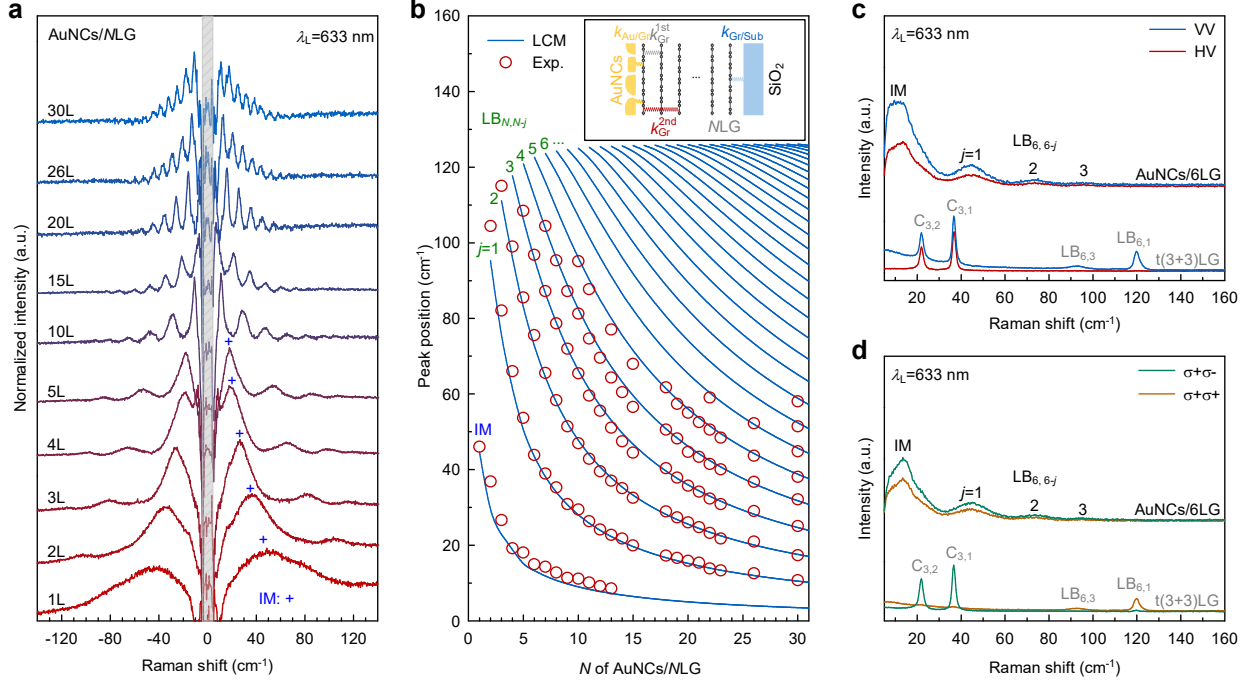 a
AuNCs/NLG
λL=633 nm
30L
26L
20L
15L
10L
5L
4L
3L
2L
1L
IM: +
Normalized intensity (a.u.)
-120 -80 -40 0 40 80 120
Raman shift (cm-1)
b
LCM
Exp.
kAu/Gr
k1stGr
kGr/Sub
AuNCs
...
SiO2
k2ndGr
NLG
LBN,N-j
j=1
2
3
4
5
6
...
IM
160
140
120
100
80
60
40
20
0
Peak position (cm-1)
0 5 10 15 20 25 30
N of AuNCs/NLG
c
λL=633 nm
VV
HV
IM
LB6, 6-j
j=1
2
3
AuNCs/6LG
C3,2
C3,1
LB6,3
LB6,1
t(3+3)LG
Intensity (a.u.)
20 40 60 80 100 120 140 160
Raman shift (cm-1)
d
λL=633 nm
σ+σ-
σ+σ+
IM
LB6, 6-j
j=1
2
3
AuNCs/6LG
C3,2
C3,1
LB6,3
LB6,1
t(3+3)LG
Intensity (a.u.)
20 40 60 80 100 120 140 160
Raman shift (cm-1)